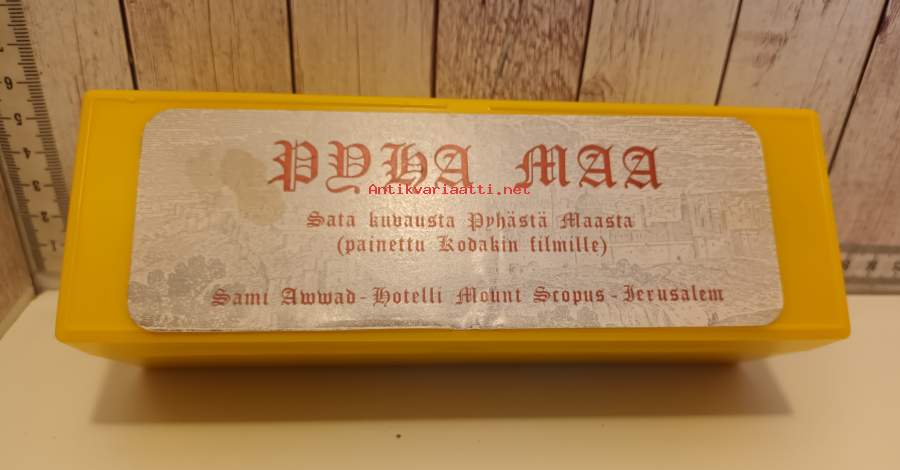 PYHA MAA
Antikvariaatti.net
Sata kuvausta Pyhästä Maasta
(painettu Kodakin filmille)
Sami Awwad - Hotelli Mount Scopus - Jerusalem